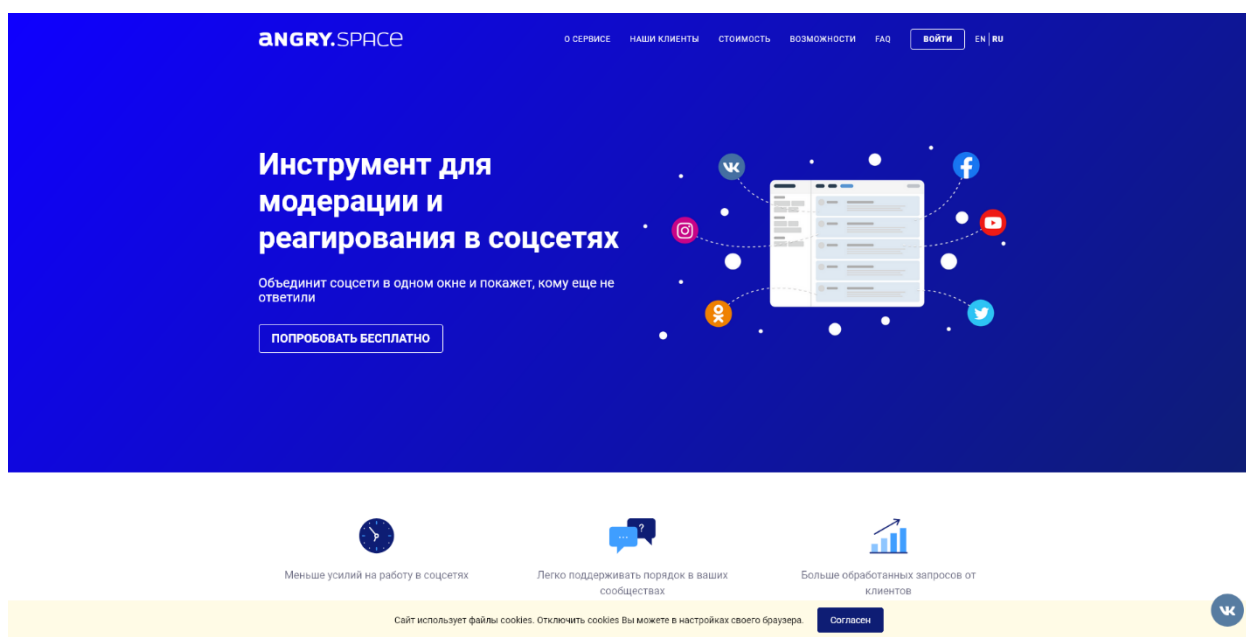 ANGRY.SPACE
О СЕРВИСЕ НАШИ КЛИЕНТЫ СТОИМОСТЬ ВОЗМОЖНОСТИ FAQ ВОЙТИ EN | RU
Инструмент для
модерации и
реагирования в соцсетях
Объединит соцсети в одном окне и покажет, кому еще не
ответили
ПОПРОБОВАТЬ БЕСПЛАТНО
Меньше усилий на работу в соцсетях
Легко поддерживать порядок в ваших
сообществах
Больше обработанных запросов от
клиентов
Сайт использует файлы cookies. Отключить cookies Вы можете в настройках своего браузера. Согласен